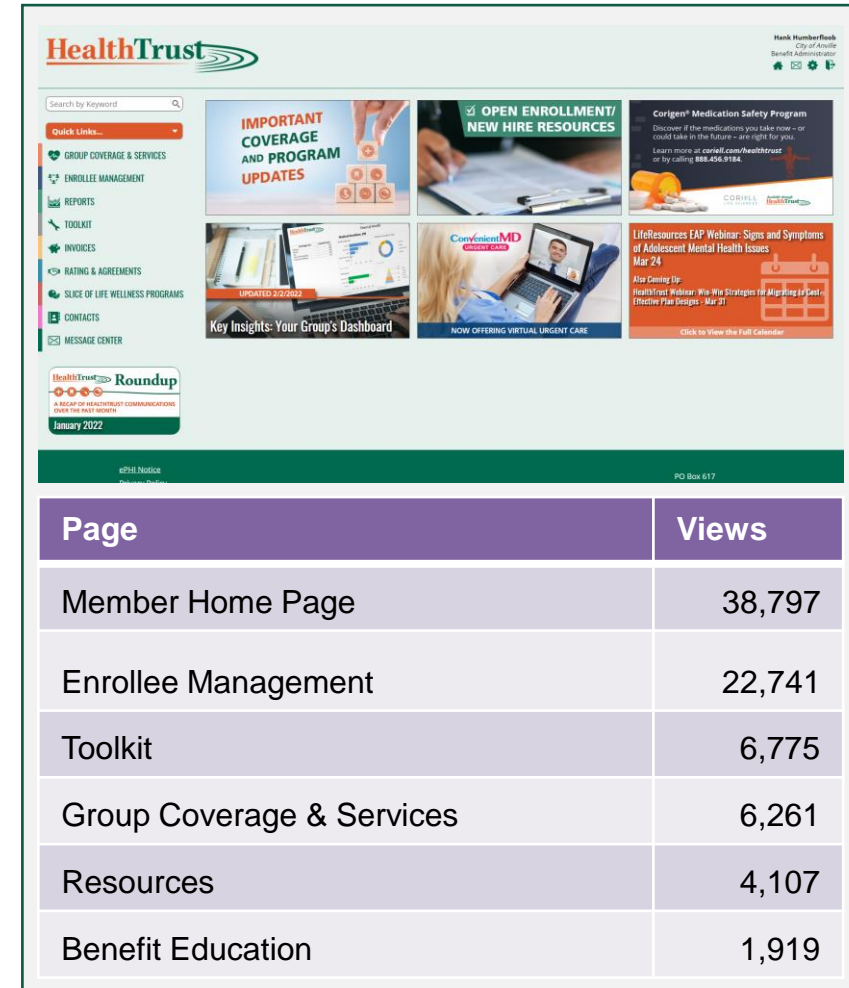 HealthTrust
Hank Humberfloob
City of Anville
Benefit Administrator
Search by Keyword
Quick Links...
GROUP COVERAGE & SERVICES
ENROLLEE MANAGEMENT
REPORTS
TOOLKIT
INVOICES
RATING & AGREEMENTS
SLICE OF LIFE WELLNESS PROGRAMS
CONTACTS
MESSAGE CENTER
HealthTrust Roundup
A RECAP OF HEALTHTRUST COMMUNICATIONS
OVER THE PAST MONTH
January 2022
IMPORTANT
COVERAGE
AND PROGRAM
UPDATES
OPEN ENROLLMENT/
NEW HIRE RESOURCES
Corigen® Medication Safety Program
Discover if the medications you take now – or
could take in the future – are right for you.
Learn more at coriell.com/healthtrust
or by calling 888.456.9184.
CORIELL
LIFE SCIENCES
HealthTrust
HealthTrust
UPDATED 2/2/2022
Key Insights: Your Group's Dashboard
ConvenientMD
URGENT CARE
NOW OFFERING VIRTUAL URGENT CARE
LifeResources EAP Webinar: Signs and Symptoms
of Adolescent Mental Health Issues
Mar 24
Also Coming Up:
HealthTrust Webinar: Win-Win Strategies for Migrating to Cost-
Effective Plan Designs - Mar 31
Click to View the Full Calendar
ePHI Notice
Privacy Policy
PO Box 617
Page Views
Member Home Page 38,797
Enrollee Management 22,741
Toolkit 6,775
Group Coverage & Services 6,261
Resources 4,107
Benefit Education 1,919